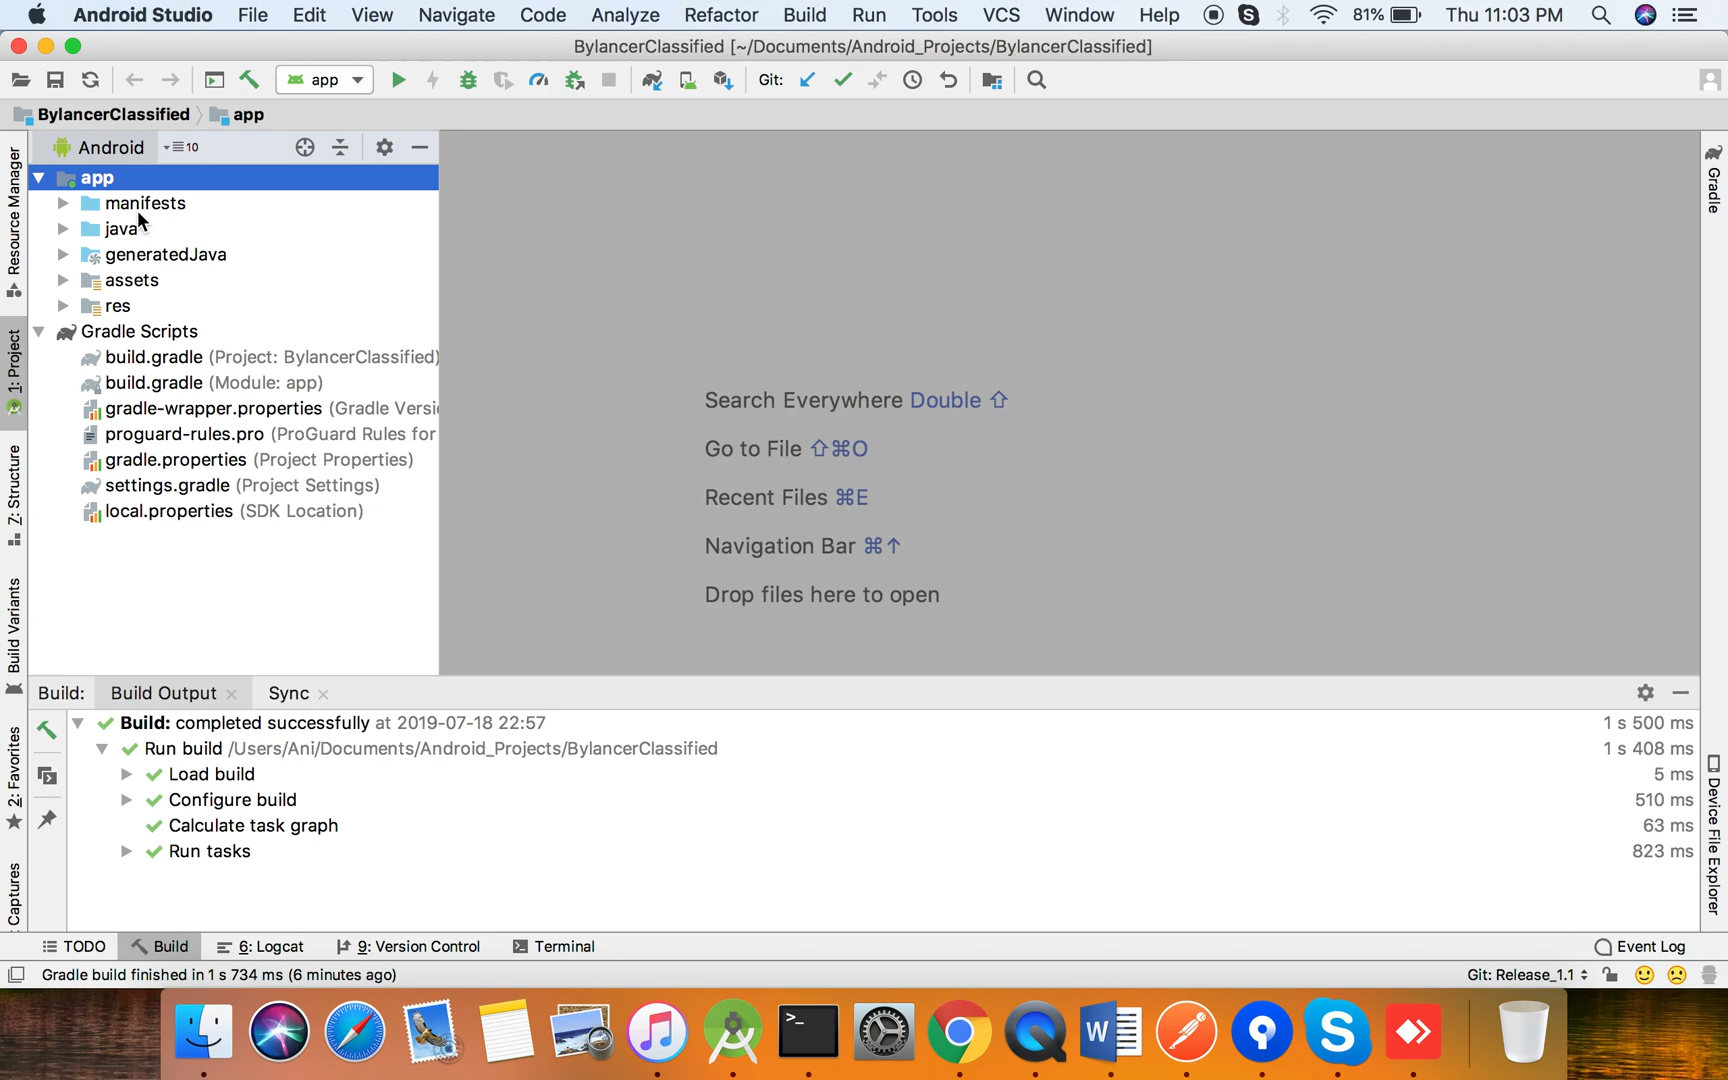 Android Studio File Edit View Navigate Code Analyze Refactor Build Run Tools VCS Window Help 81% Thu 11:03 PM
BylancerClassified [~/Documents/Android_Projects/BylancerClassified]
app Git:
BylancerClassified app
Android 10
app
manifests
java
generatedJava
assets
res
Gradle Scripts
build.gradle (Project: BylancerClassified)
build.gradle (Module: app)
gradle-wrapper.properties (Gradle Versi
proguard-rules.pro (ProGuard Rules for
gradle.properties (Project Properties)
settings.gradle (Project Settings)
local.properties (SDK Location)
Resource Manager
1: Project
7: Structure
Build Variants
2: Favorites
Captures
Search Everywhere Double ⇧
Go to File ⇧⌘O
Recent Files ⌘E
Navigation Bar ⌘↑
Drop files here to open
Gradle
Device File Explorer
Build: Build Output Sync
Build: completed successfully at 2019-07-18 22:57 1 s 500 ms
Run build /Users/Ani/Documents/Android_Projects/BylancerClassified 1 s 408 ms
Load build 5 ms
Configure build 510 ms
Calculate task graph 63 ms
Run tasks 823 ms
TODO Build 6: Logcat 9: Version Control Terminal Event Log
Gradle build finished in 1 s 734 ms (6 minutes ago) Git: Release_1.1